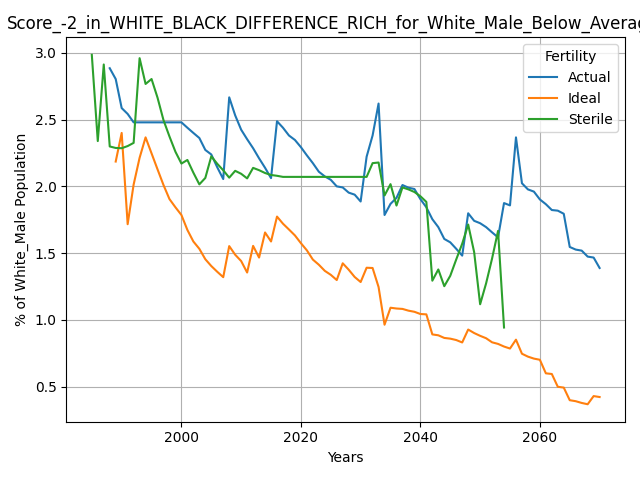 Score_-2_in_WHITE_BLACK_DIFFERENCE_RICH_for_White_Male_Below_Averag
3.0
2.5
2.0
1.5
1.0
0.5
% of White_Male Population
Fertility
Actual
Ideal
Sterile
2000
2020
2040
2060
Years